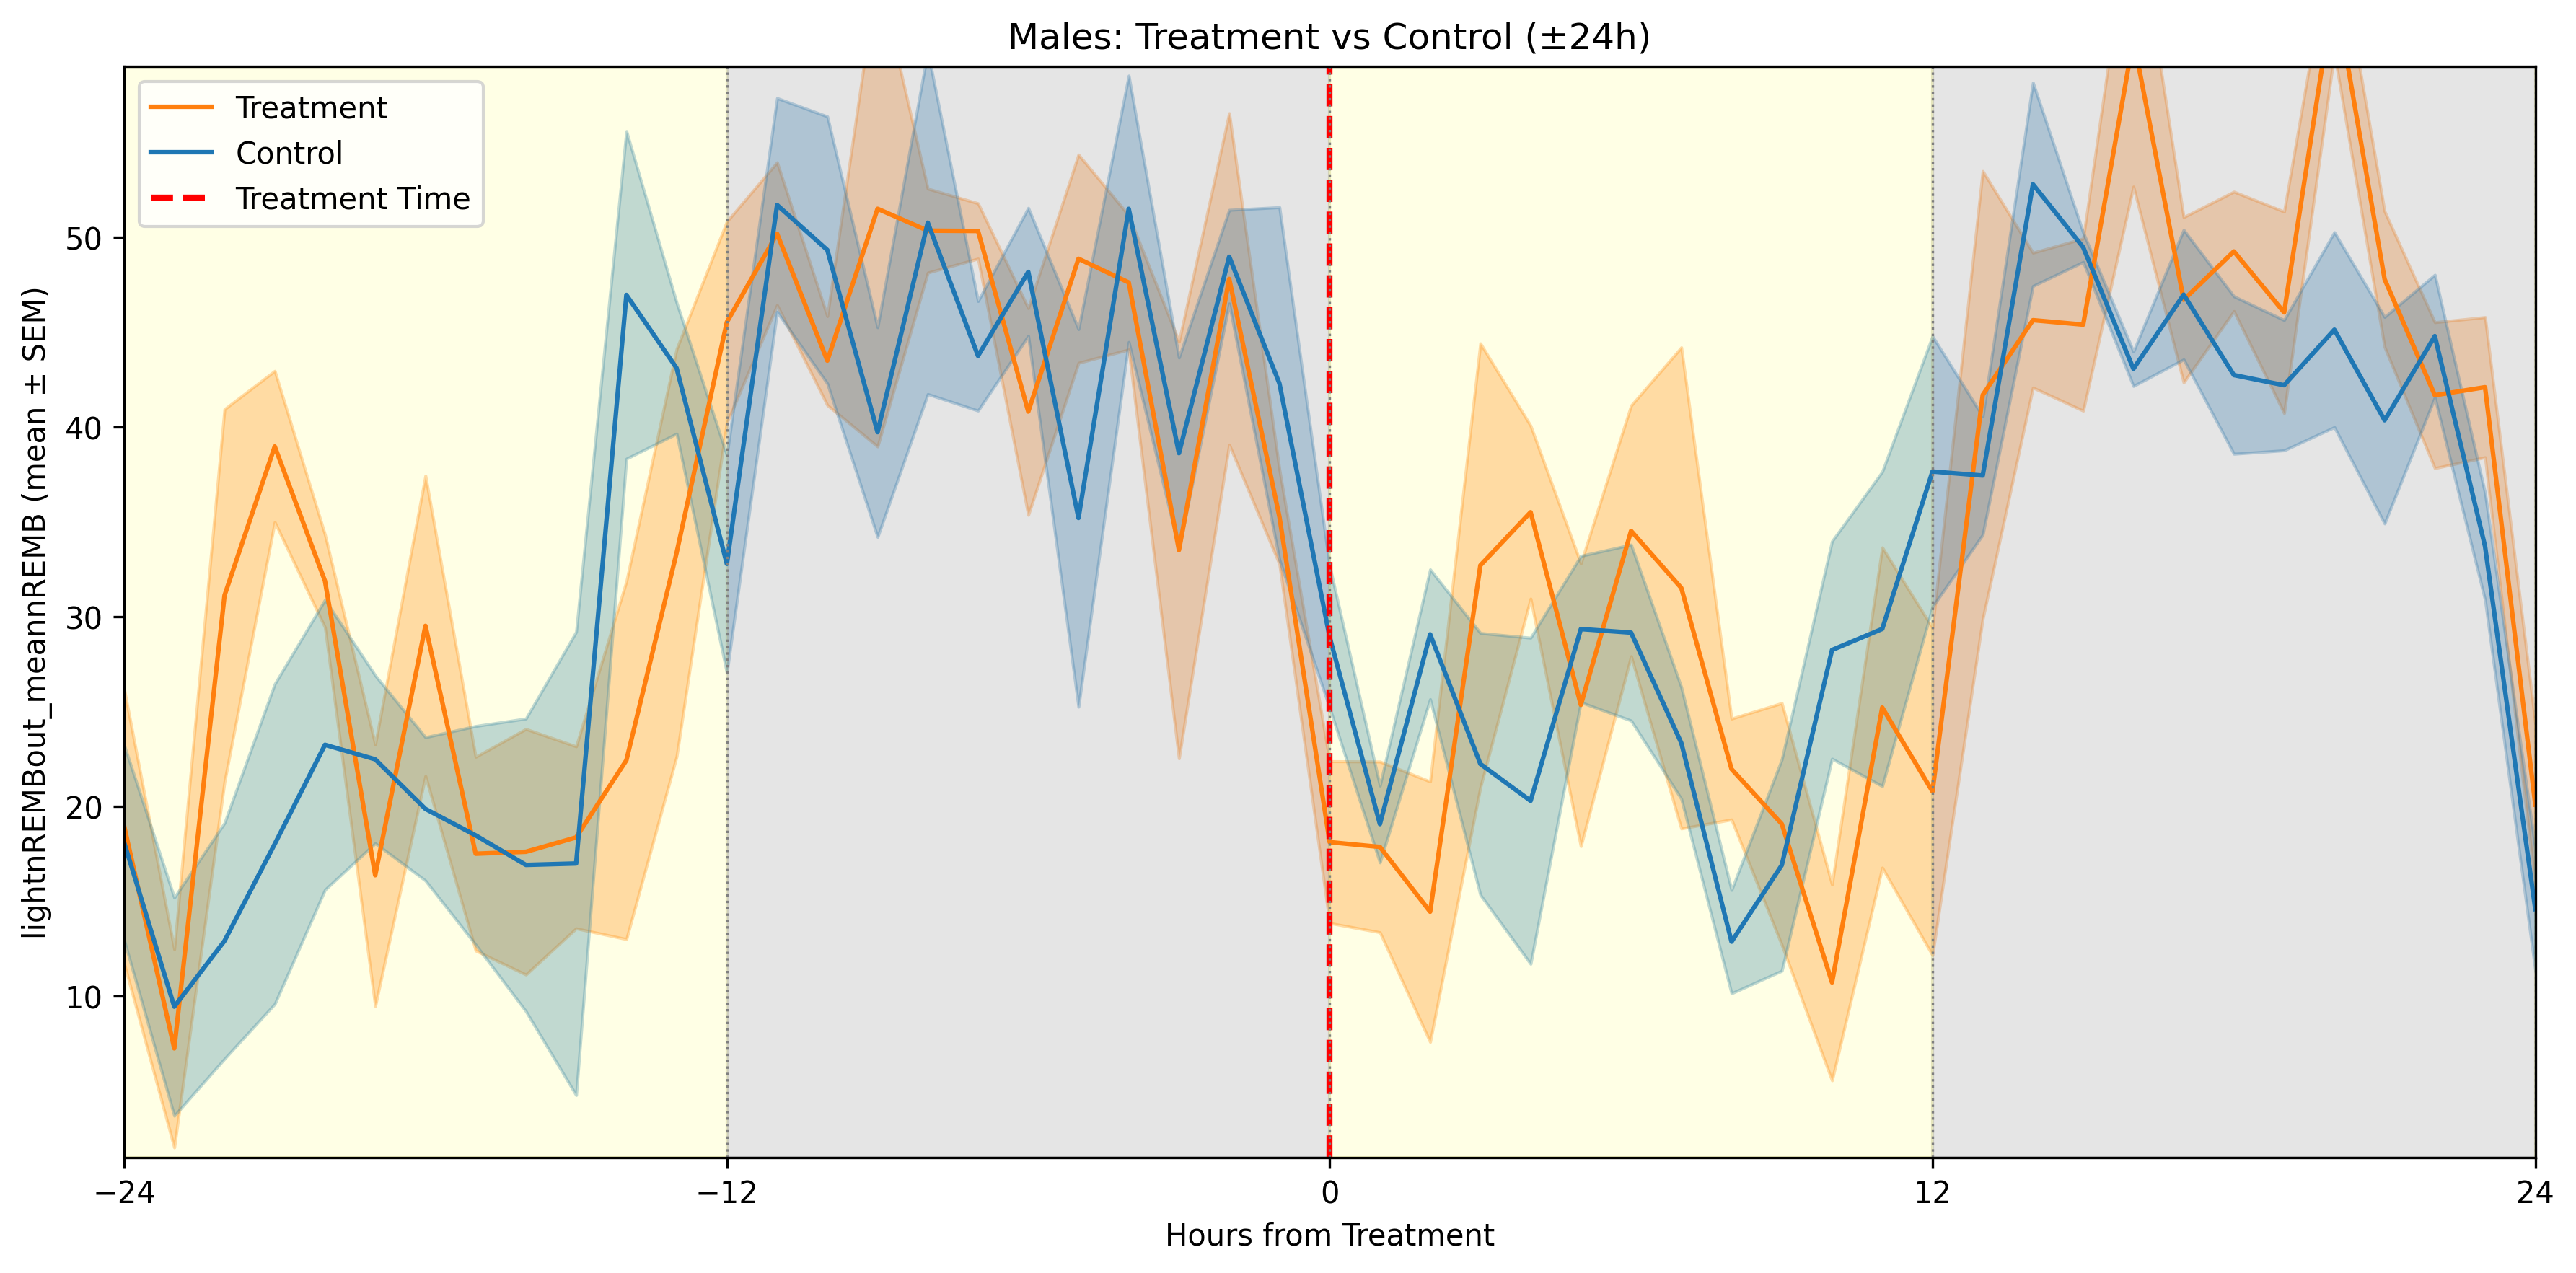 Males: Treatment vs Control (±24h)
Treatment
Control
Treatment Time
lightnREMBout_meannREMB (mean ± SEM)
50
40
30
20
10
−24
−12
0
12
24
Hours from Treatment